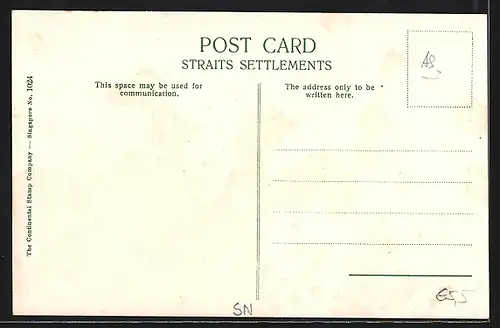 POST CARD
STRAITS SETTLEMENTS
This space may be used for
communication.
The address only to be
written here.
The Continental Stamp Company — Singapore No. 1024
SN